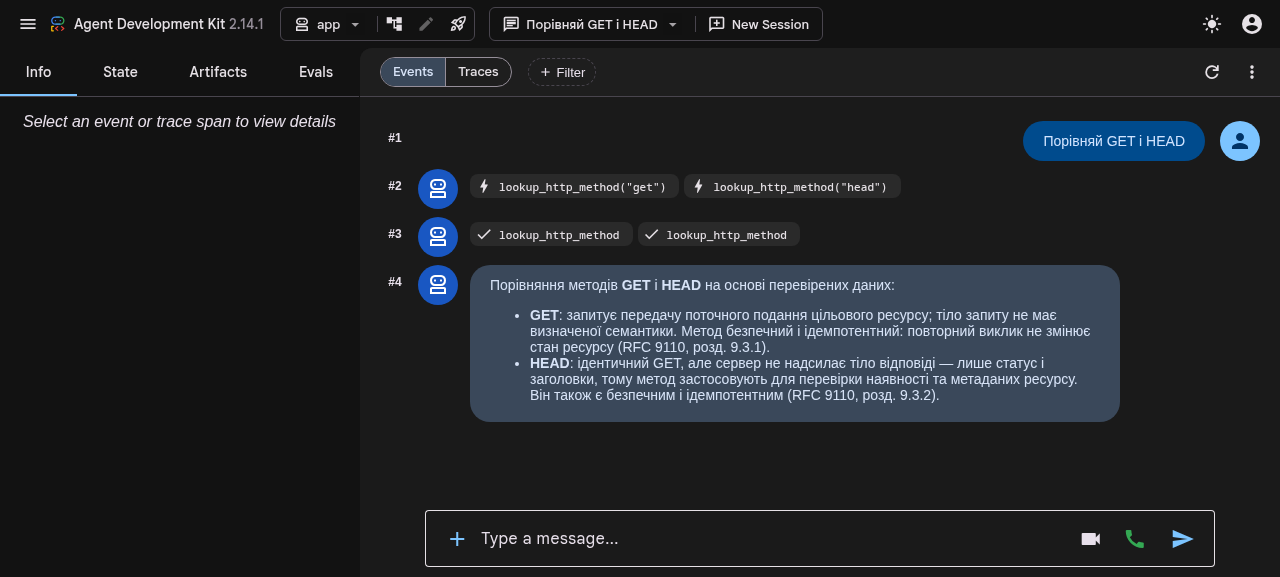 Agent Development Kit 2.14.1
app
Порівняй GET і HEAD
New Session
Info
State
Artifacts
Evals
Events
Traces
Filter
Select an event or trace span to view details
#1
Порівняй GET і HEAD
#2
lookup_http_method("get")
lookup_http_method("head")
#3
lookup_http_method
lookup_http_method
#4
Порівняння методів GET і HEAD на основі перевірених даних:
• GET: запитує передачу поточного подання цільового ресурсу; тіло запиту не має
визначеної семантики. Метод безпечний і ідемпотентний: повторний виклик не змінює
стан ресурсу (RFC 9110, розд. 9.3.1).
• HEAD: ідентичний GET, але сервер не надсилає тіло відповіді — лише статус і
заголовки, тому метод застосовують для перевірки наявності та метаданих ресурсу.
Він також є безпечним і ідемпотентним (RFC 9110, розд. 9.3.2).
Type a message...